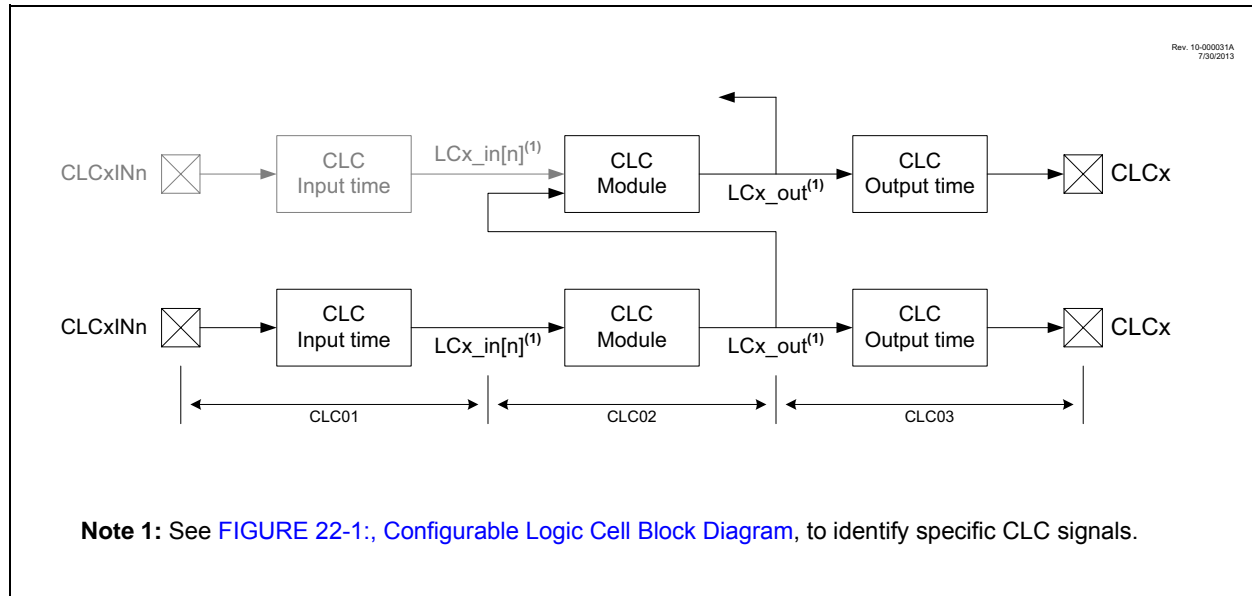 Rev. 10-000031A
7/30/2013
CLCxINn
CLC
Input time
LCx_in[n](1)
CLC
Module
LCx_out(1)
CLC
Output time
CLCx
CLCxINn
CLC
Input time
LCx_in[n](1)
CLC
Module
LCx_out(1)
CLC
Output time
CLCx
CLC01
CLC02
CLC03
Note 1: See FIGURE 22-1:, Configurable Logic Cell Block Diagram, to identify specific CLC signals.